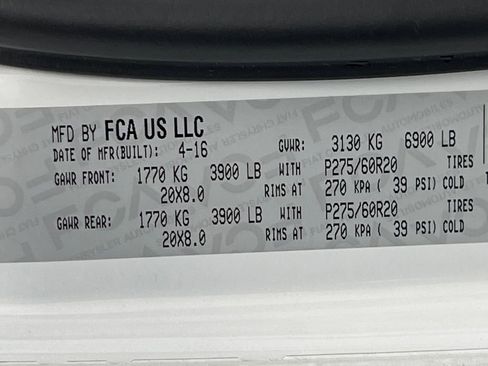 MFD BY FCA US LLC
DATE OF MFR(BUILT): 4-16 GVWR: 3130 KG 6900 LB
GAWR FRONT: 1770 KG 3900 LB WITH P275/60R20 TIRES
20X8.0 RIMS AT 270 KPA ( 39 PSI) COLD
GAWR REAR: 1770 KG 3900 LB WITH P275/60R20 TIRES
20X8.0 RIMS AT 270 KPA ( 39 PSI) COLD